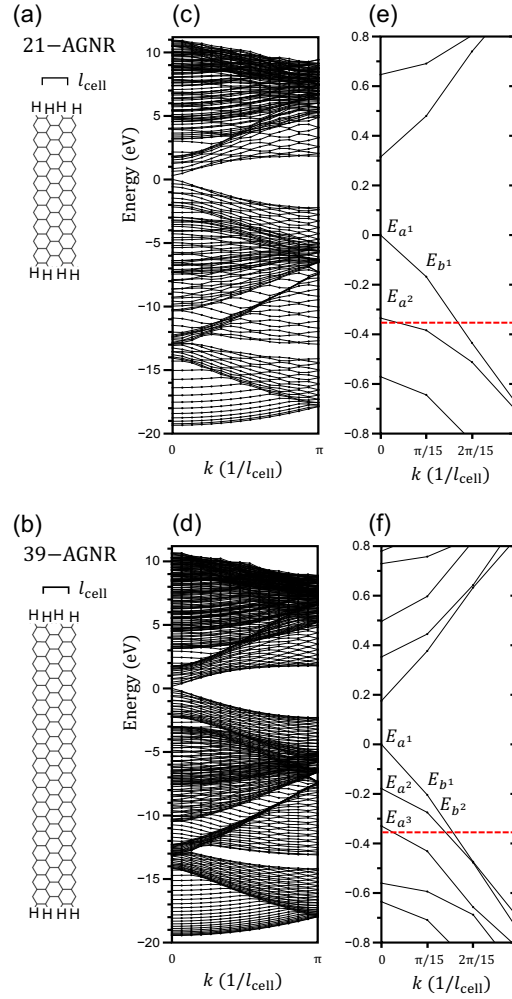 (a)
21−AGNR
l_cell
H H H H
H H H H
(c)
Energy (eV)
10
5
0
−5
−10
−15
−20
0
π
k (1/l_cell)
(e)
0.8
0.6
0.4
0.2
0
−0.2
−0.4
−0.6
−0.8
E_a¹
E_b¹
E_a²
0
π/15
2π/15
k (1/l_cell)
(b)
39−AGNR
l_cell
H H H H
H H H H
(d)
Energy (eV)
10
5
0
−5
−10
−15
−20
0
π
k (1/l_cell)
(f)
0.8
0.6
0.4
0.2
0
−0.2
−0.4
−0.6
−0.8
E_a¹
E_a²
E_b¹
E_b²
E_a³
0
π/15
2π/15
k (1/l_cell)